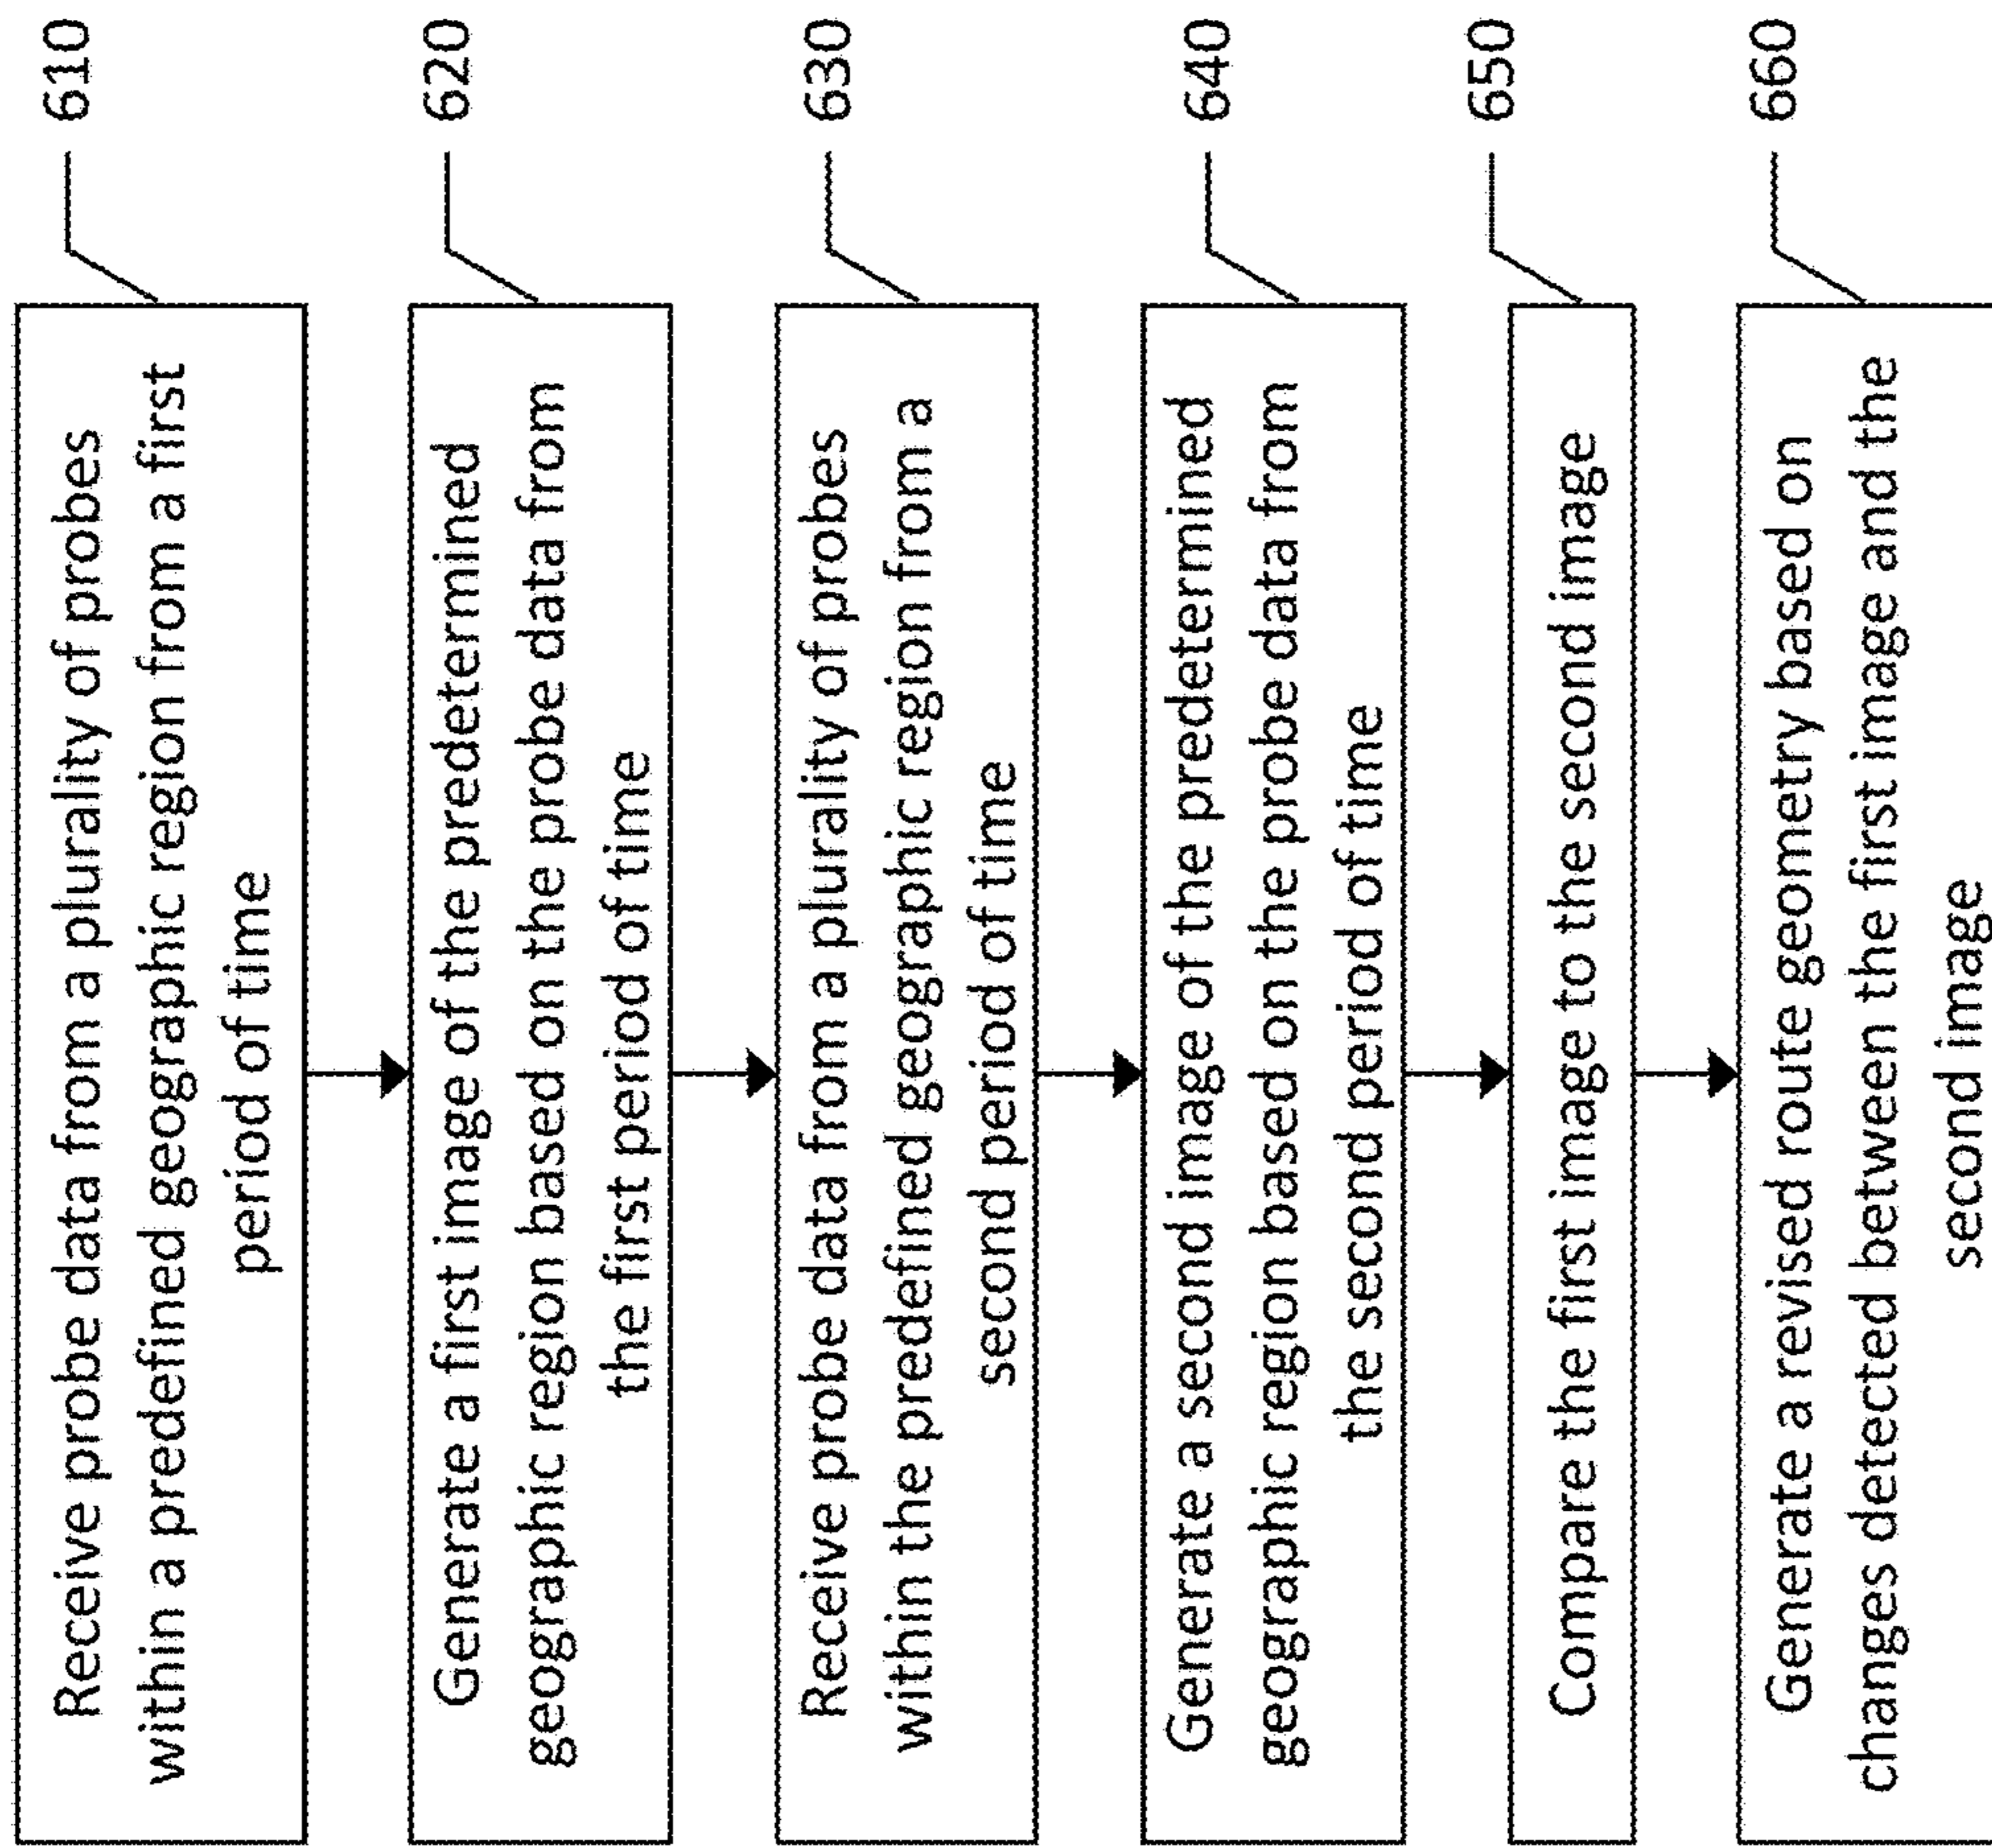 Receive probe data from a plurality of probes
within a predefined geographic region from a first
period of time
610
Generate a first image of the predetermined
geographic region based on the probe data from
the first period of time
620
Receive probe data from a plurality of probes
within the predefined geographic region from a
second period of time
630
Generate a second image of the predetermined
geographic region based on the probe data from
the second period of time
640
Compare the first image to the second image
650
Generate a revised route geometry based on
changes detected between the first image and the
second image
660